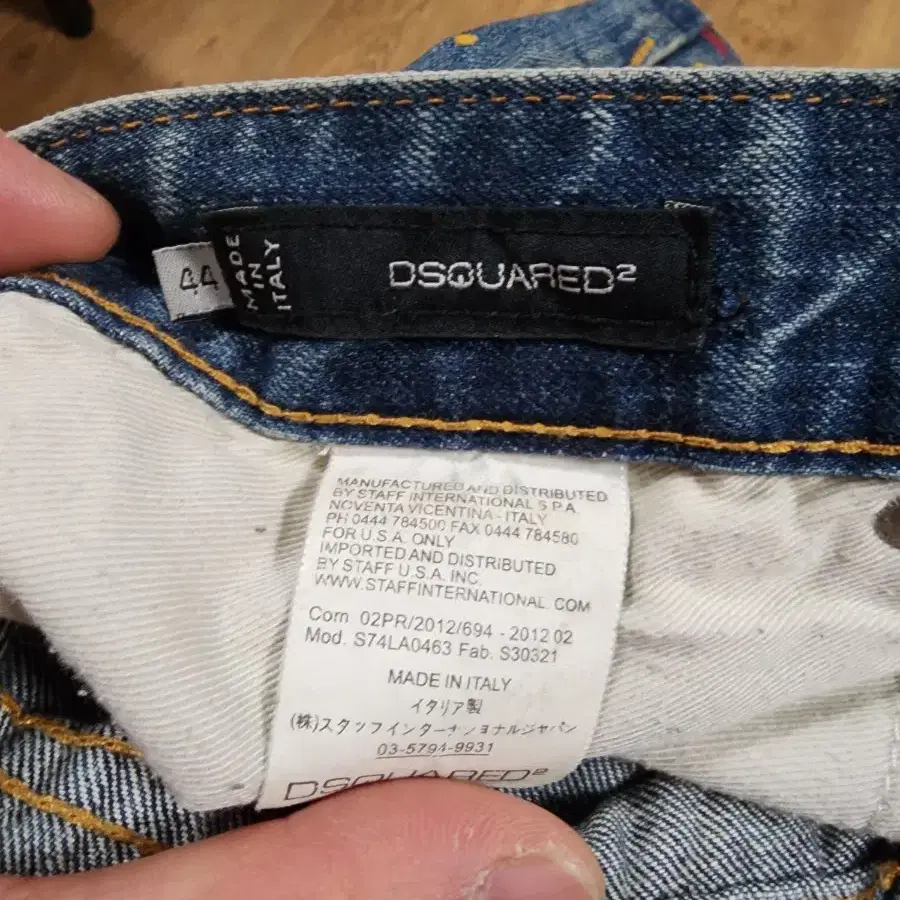 44
MADE
IN
ITALY
DSQUARED²
MANUFACTURED AND DISTRIBUTED
BY STAFF INTERNATIONAL S.P.A.
NOVENTA VICENTINA - ITALY
PH 0444 784500 FAX 0444 784580
FOR U.S.A. ONLY
IMPORTED AND DISTRIBUTED
BY STAFF U.S.A. INC.
WWW.STAFFINTERNATIONAL.COM
Com 02PR/2012/694 - 2012 02
Mod. S74LA0463 Fab. S30321
MADE IN ITALY
イタリア製
(株)スタッフインターナショナルジャパン
03-5794-9931
DSQUARED²